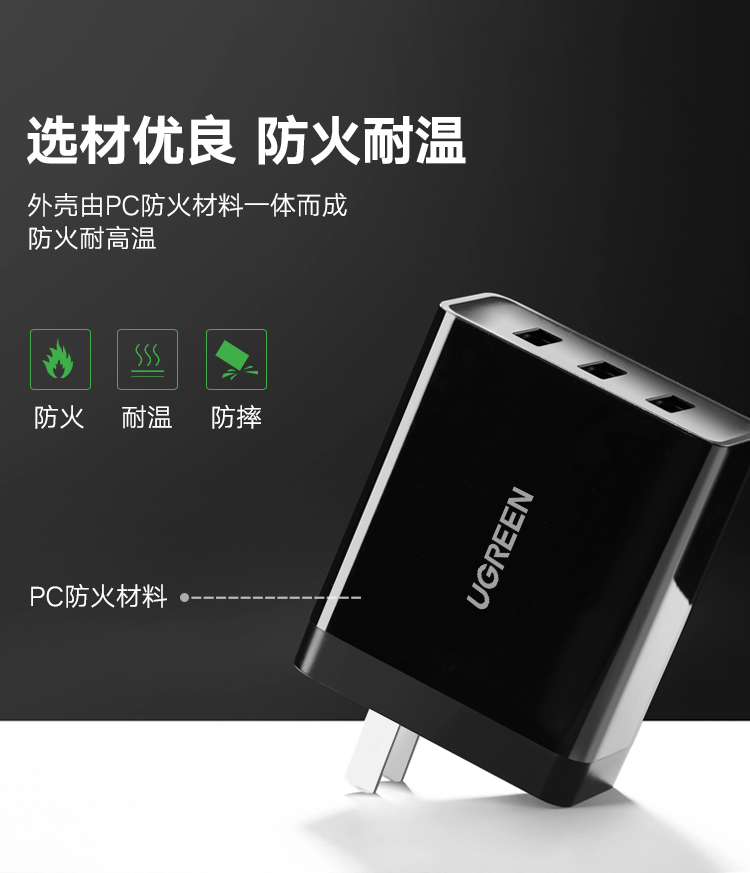 选材优良 防火耐温
外壳由PC防火材料一体而成
防火耐高温
防火 耐温 防摔
UGREEN
PC防火材料